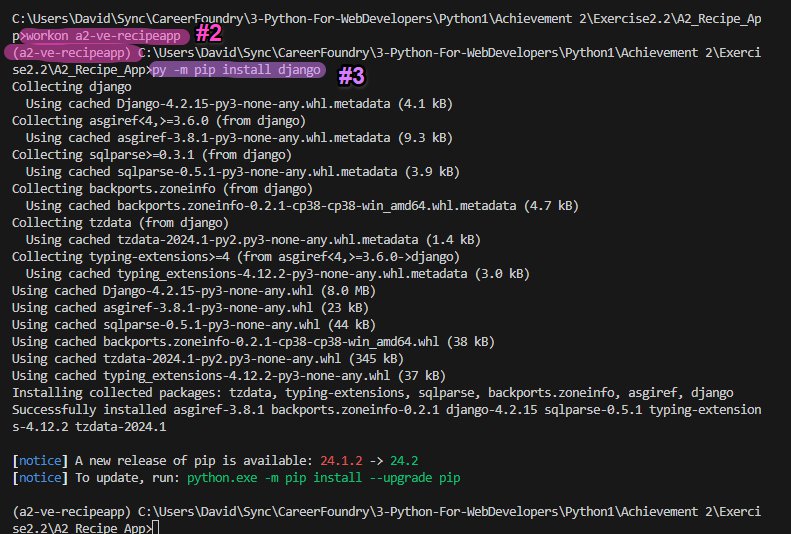 C:\Users\David\Sync\CareerFoundry\3-Python-For-WebDevelopers\Python1\Achievement 2\Exercise2.2\A2_Recipe_Ap
p>workon a2-ve-recipeapp #2
(a2-ve-recipeapp) C:\Users\David\Sync\CareerFoundry\3-Python-For-WebDevelopers\Python1\Achievement 2\Exerci
se2.2\A2_Recipe_App>py -m pip install django #3
Collecting django
  Using cached Django-4.2.15-py3-none-any.whl.metadata (4.1 kB)
Collecting asgiref<4,>=3.6.0 (from django)
  Using cached asgiref-3.8.1-py3-none-any.whl.metadata (9.3 kB)
Collecting sqlparse>=0.3.1 (from django)
  Using cached sqlparse-0.5.1-py3-none-any.whl.metadata (3.9 kB)
Collecting backports.zoneinfo (from django)
  Using cached backports.zoneinfo-0.2.1-cp38-cp38-win_amd64.whl.metadata (4.7 kB)
Collecting tzdata (from django)
  Using cached tzdata-2024.1-py2.py3-none-any.whl.metadata (1.4 kB)
Collecting typing-extensions>=4 (from asgiref<4,>=3.6.0->django)
  Using cached typing_extensions-4.12.2-py3-none-any.whl.metadata (3.0 kB)
Using cached Django-4.2.15-py3-none-any.whl (8.0 MB)
Using cached asgiref-3.8.1-py3-none-any.whl (23 kB)
Using cached sqlparse-0.5.1-py3-none-any.whl (44 kB)
Using cached backports.zoneinfo-0.2.1-cp38-cp38-win_amd64.whl (38 kB)
Using cached tzdata-2024.1-py2.py3-none-any.whl (345 kB)
Using cached typing_extensions-4.12.2-py3-none-any.whl (37 kB)
Installing collected packages: tzdata, typing-extensions, sqlparse, backports.zoneinfo, asgiref, django
Successfully installed asgiref-3.8.1 backports.zoneinfo-0.2.1 django-4.2.15 sqlparse-0.5.1 typing-extension
s-4.12.2 tzdata-2024.1
[notice] A new release of pip is available: 24.1.2 -> 24.2
[notice] To update, run: python.exe -m pip install --upgrade pip
(a2-ve-recipeapp) C:\Users\David\Sync\CareerFoundry\3-Python-For-WebDevelopers\Python1\Achievement 2\Exerci
se2.2\A2_Recipe_App>